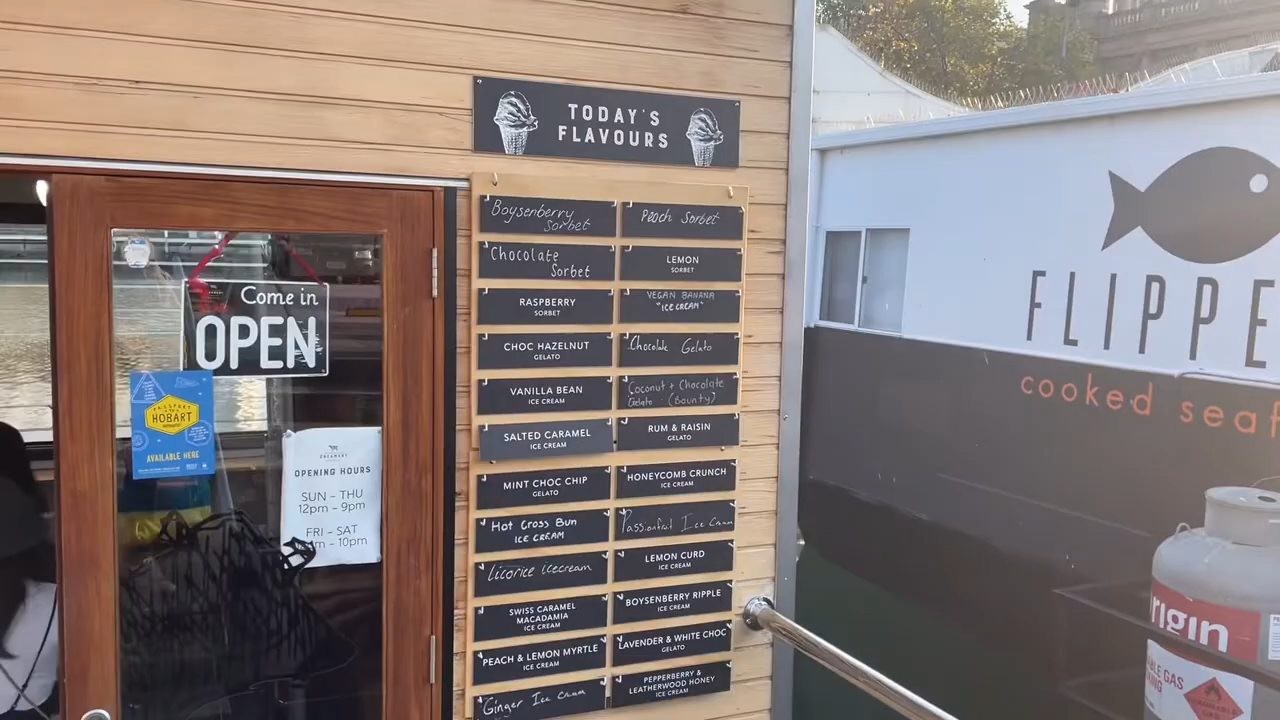 TODAY'S
FLAVOURS
Boysenberry
Sorbet
Peach Sorbet
Chocolate
Sorbet
LEMON
SORBET
RASPBERRY
SORBET
VEGAN BANANA
"ICE CREAM"
CHOC HAZELNUT
GELATO
Chocolate Gelato
VANILLA BEAN
ICE CREAM
Coconut + Chocolate
Gelato (Bounty)
SALTED CARAMEL
ICE CREAM
RUM & RAISIN
GELATO
MINT CHOC CHIP
GELATO
HONEYCOMB CRUNCH
ICE CREAM
Hot Cross Bun
ICE CREAM
Passionfruit Ice Cream
Licorice icecream
LEMON CURD
ICE CREAM
SWISS CARAMEL
MACADAMIA
ICE CREAM
BOYSENBERRY RIPPLE
ICE CREAM
PEACH & LEMON MYRTLE
ICE CREAM
LAVENDER & WHITE CHOC
GELATO
Ginger Ice Cream
PEPPERBERRY &
LEATHERWOOD HONEY
ICE CREAM
Come in
OPEN
PASSPORT
HOBART
AVAILABLE HERE
CREAMERY
OPENING HOURS
SUN - THU
12pm - 9pm
FRI - SAT
pm - 10pm
FLIPPE
cooked seaf
rigin
BLE GAS